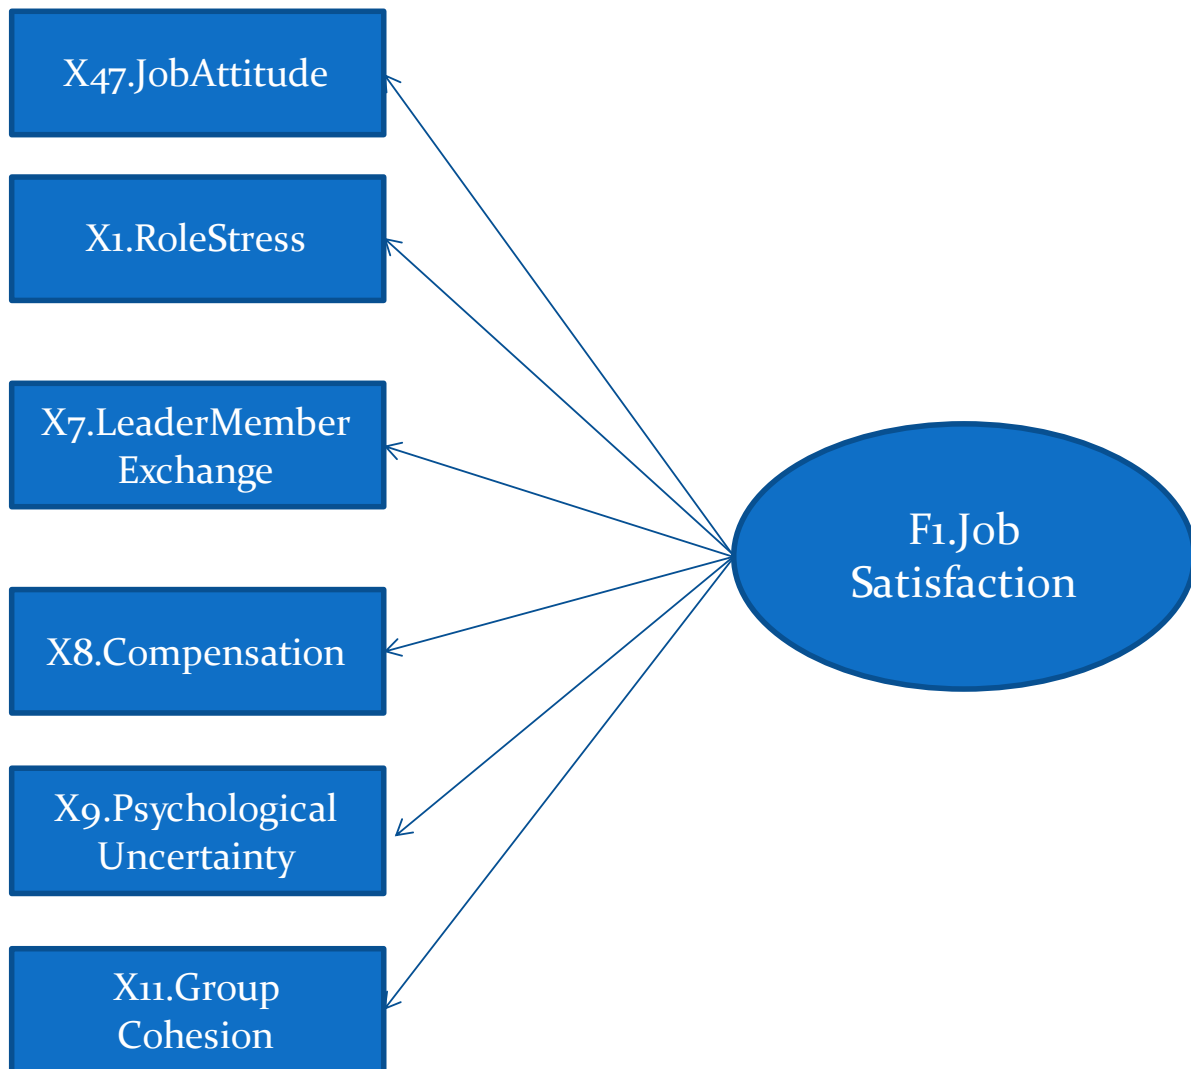 X47.JobAttitude
X1.RoleStress
X7.LeaderMember
Exchange
X8.Compensation
X9.Psychological
Uncertainty
X11.Group
Cohesion
F1.Job
Satisfaction